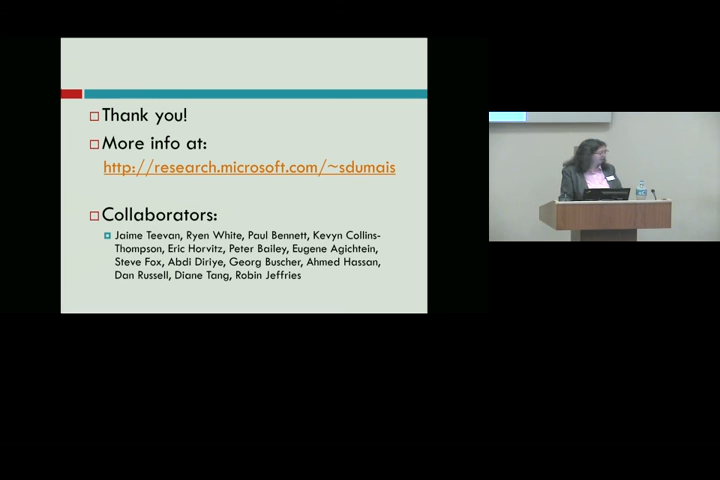 Thank you!
More info at:
http://research.microsoft.com/~sdumais
Collaborators:
Jaime Teevan, Ryen White, Paul Bennett, Kevyn Collins-
Thompson, Eric Horvitz, Peter Bailey, Eugene Agichtein,
Steve Fox, Abdi Diriye, Georg Buscher, Ahmed Hassan,
Dan Russell, Diane Tang, Robin Jeffries